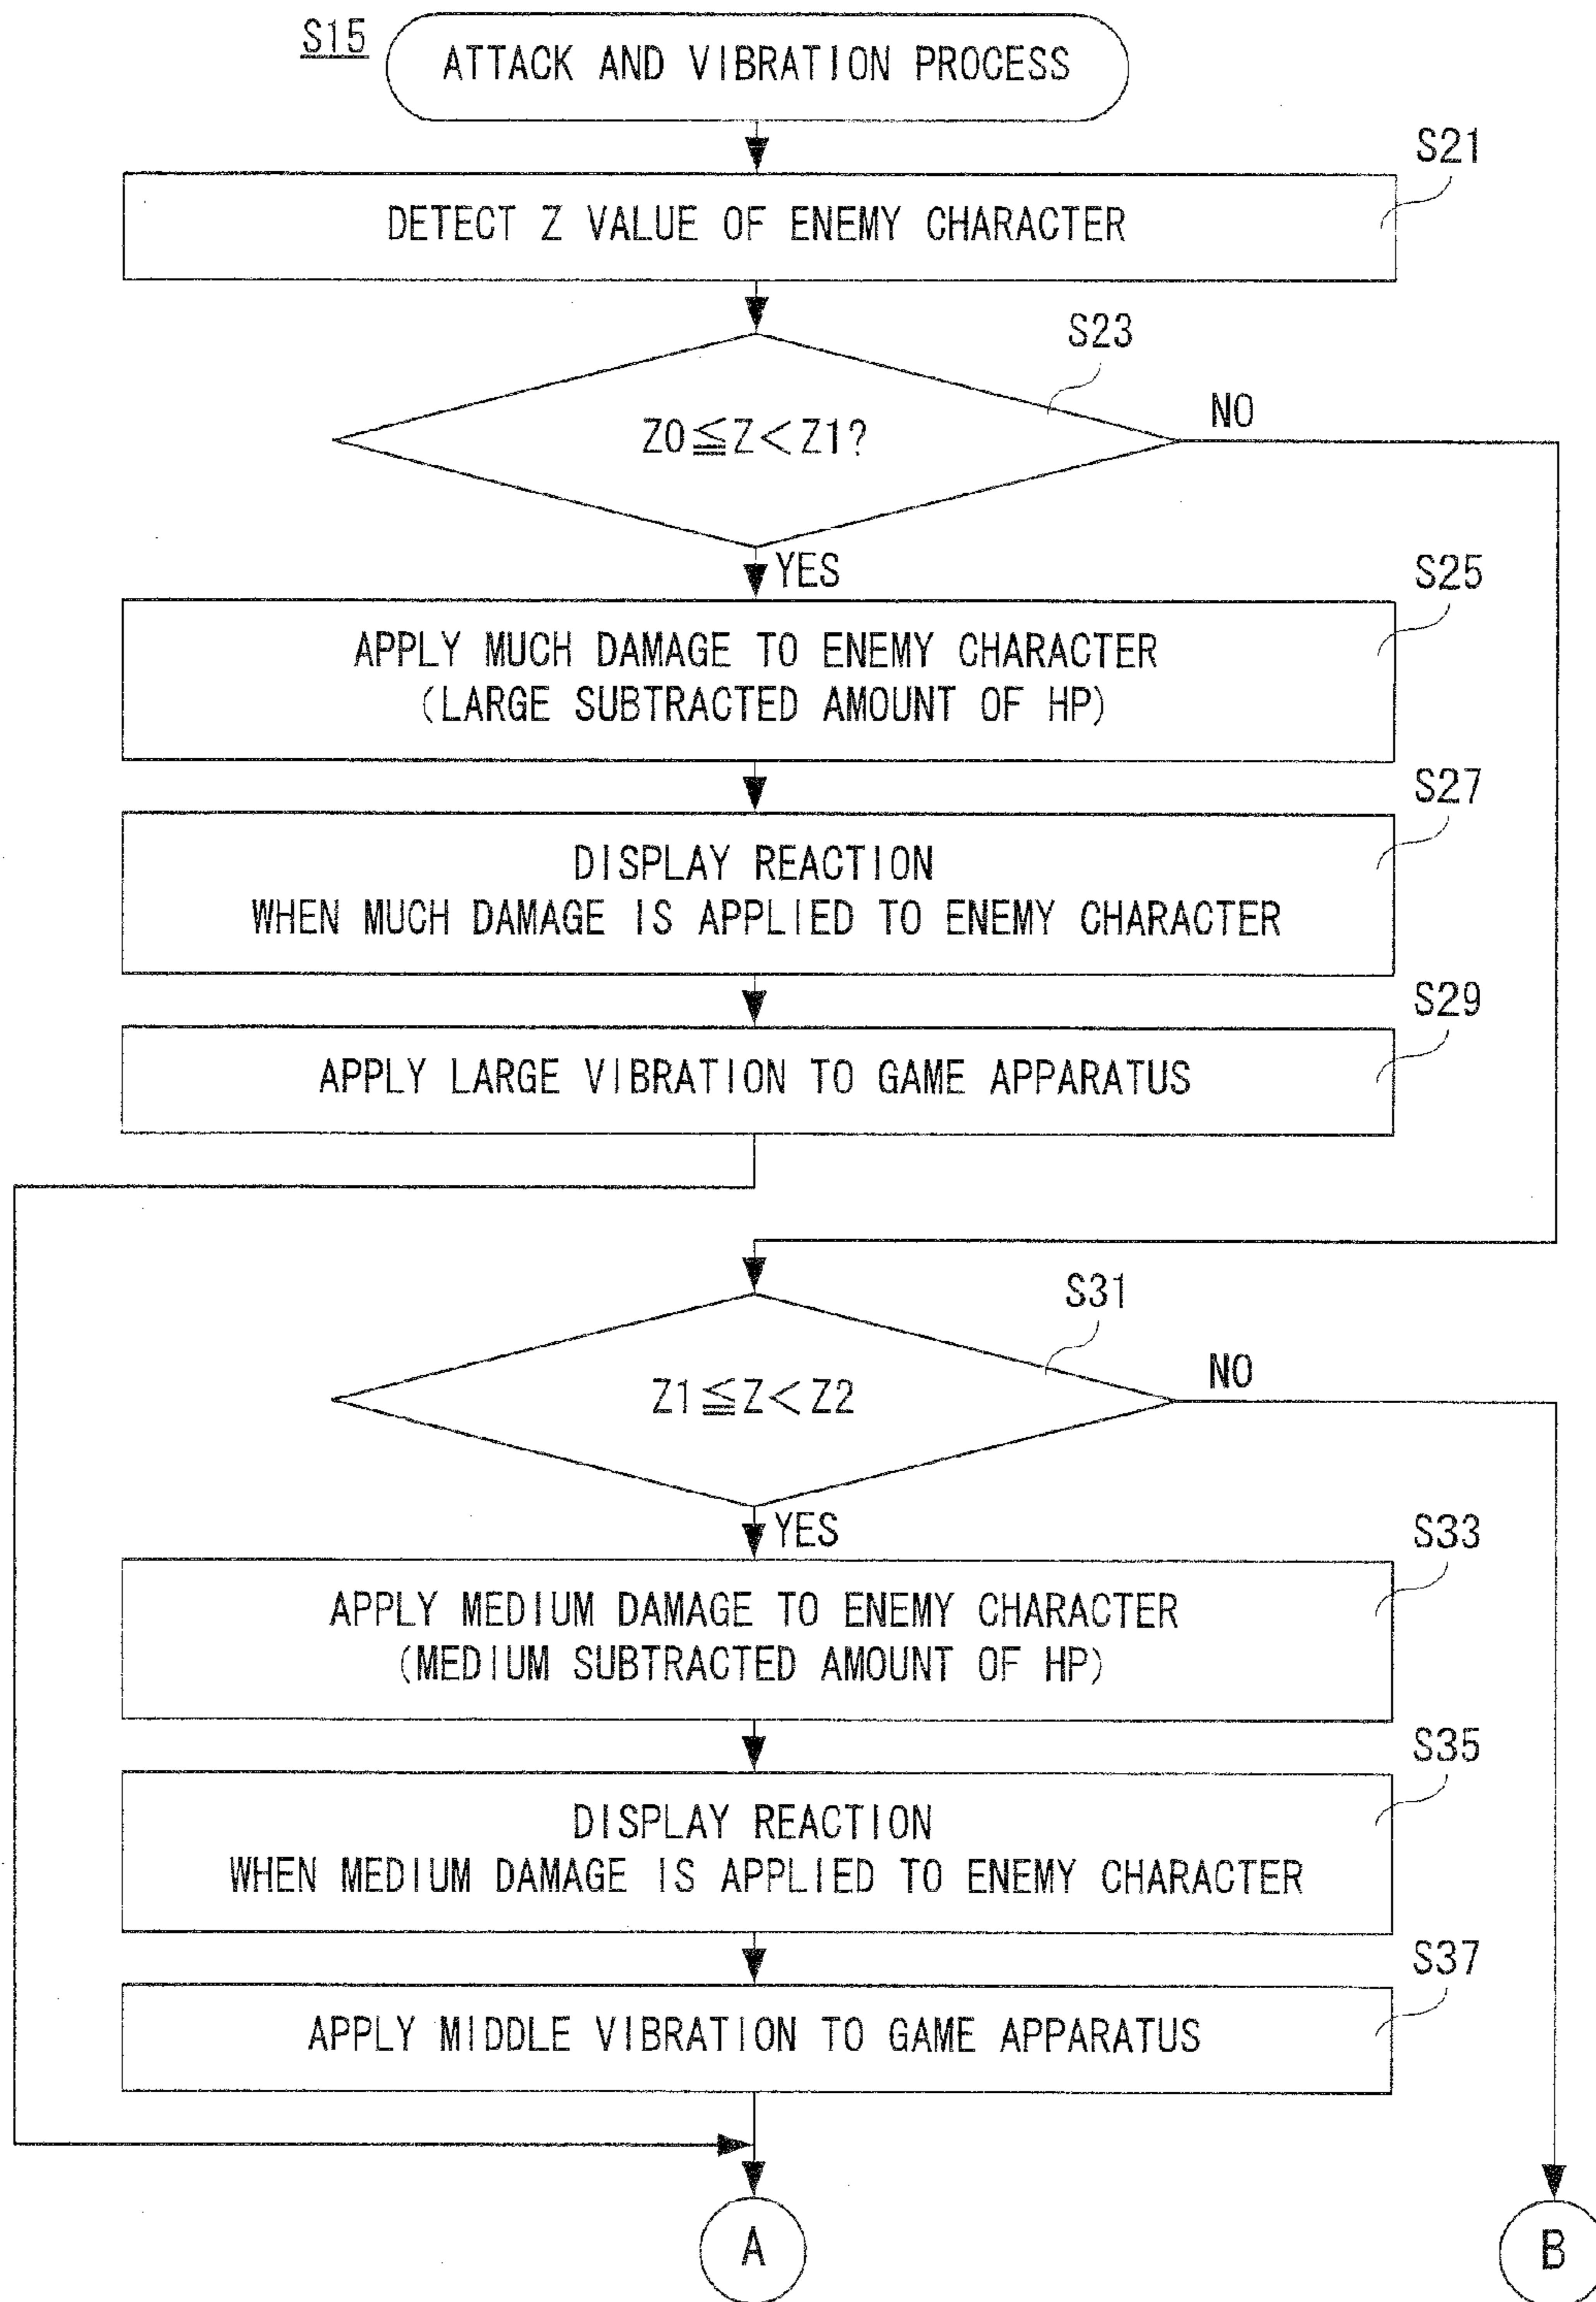 S15
ATTACK AND VIBRATION PROCESS
S21
DETECT Z VALUE OF ENEMY CHARACTER
S23
Z0≦Z<Z1?
NO
YES
S25
APPLY MUCH DAMAGE TO ENEMY CHARACTER
(LARGE SUBTRACTED AMOUNT OF HP)
S27
DISPLAY REACTION
WHEN MUCH DAMAGE IS APPLIED TO ENEMY CHARACTER
S29
APPLY LARGE VIBRATION TO GAME APPARATUS
S31
Z1≦Z<Z2
NO
YES
S33
APPLY MEDIUM DAMAGE TO ENEMY CHARACTER
(MEDIUM SUBTRACTED AMOUNT OF HP)
S35
DISPLAY REACTION
WHEN MEDIUM DAMAGE IS APPLIED TO ENEMY CHARACTER
S37
APPLY MIDDLE VIBRATION TO GAME APPARATUS
A
B